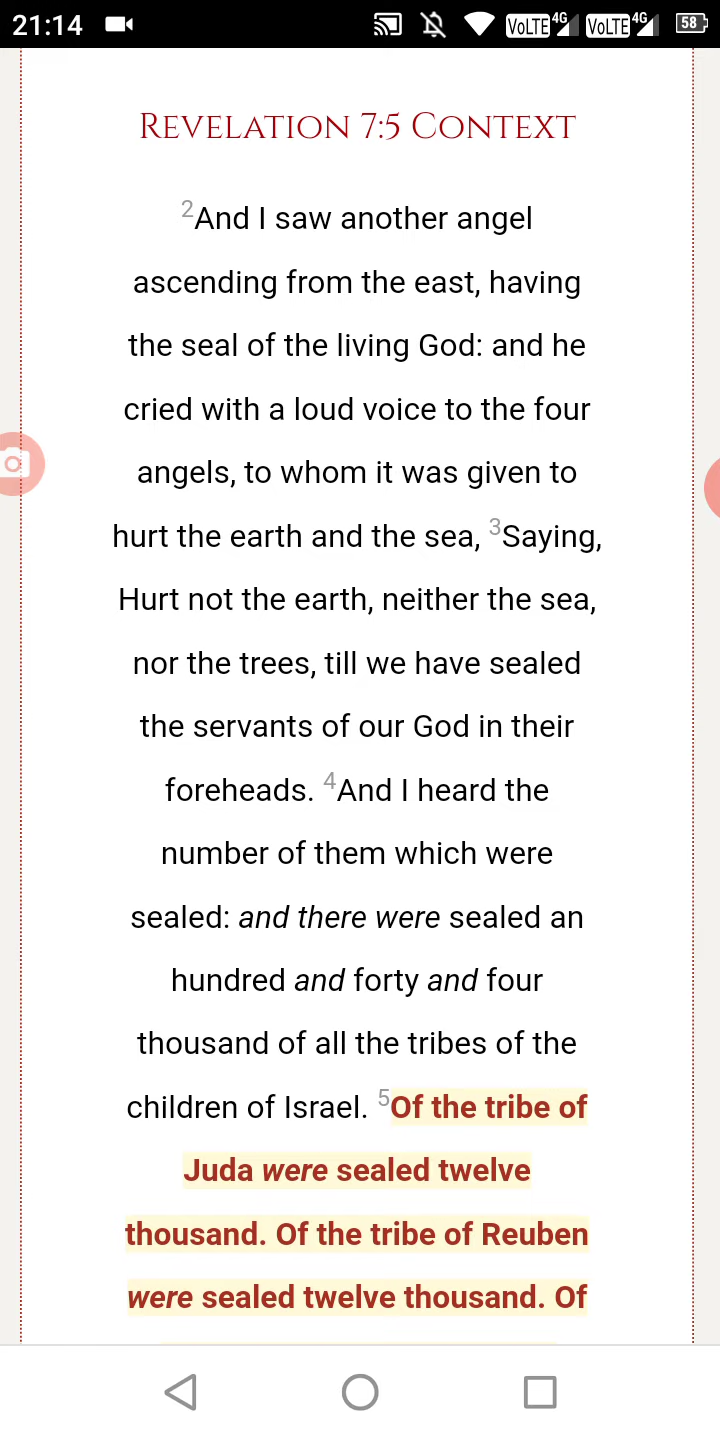 21:14 VoLTE 4G VoLTE 4G 58
Revelation 7:5 Context
2And I saw another angel
ascending from the east, having
the seal of the living God: and he
cried with a loud voice to the four
angels, to whom it was given to
hurt the earth and the sea, 3Saying,
Hurt not the earth, neither the sea,
nor the trees, till we have sealed
the servants of our God in their
foreheads. 4And I heard the
number of them which were
sealed: and there were sealed an
hundred and forty and four
thousand of all the tribes of the
children of Israel. 5Of the tribe of
Juda were sealed twelve
thousand. Of the tribe of Reuben
were sealed twelve thousand. Of